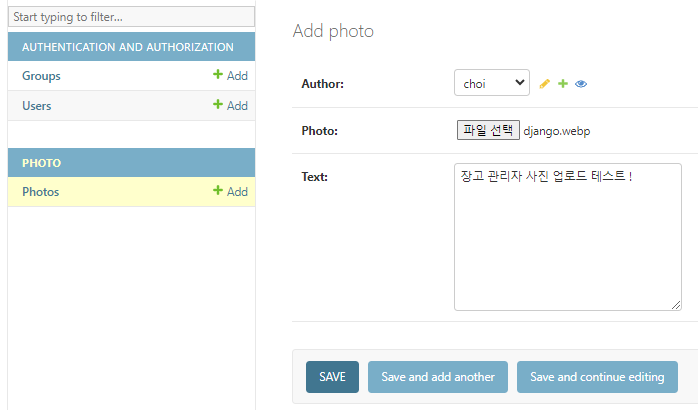 Start typing to filter...
AUTHENTICATION AND AUTHORIZATION
Groups + Add
Users + Add
PHOTO
Photos + Add
Add photo
Author: choi
Photo: 파일 선택 django.webp
Text: 장고 관리자 사진 업로드 테스트 !
SAVE Save and add another Save and continue editing